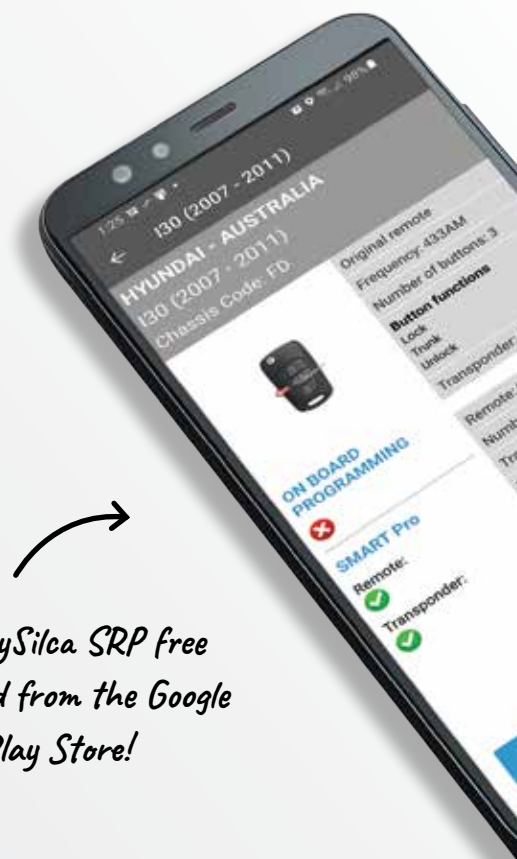 1:25
98%
← I30 (2007 - 2011)
HYUNDAI - AUSTRALIA
I30 (2007 - 2011)
Chassis Code: FD
Original remote
Frequency: 433AM
Number of buttons: 3
Button functions
Lock
Trunk
Unlock
Transponder:
Remote:
ON BOARD
PROGRAMMING
SMART Pro
Remote:
Transponder:
ySilca SRP free
d from the Google
lay Store!